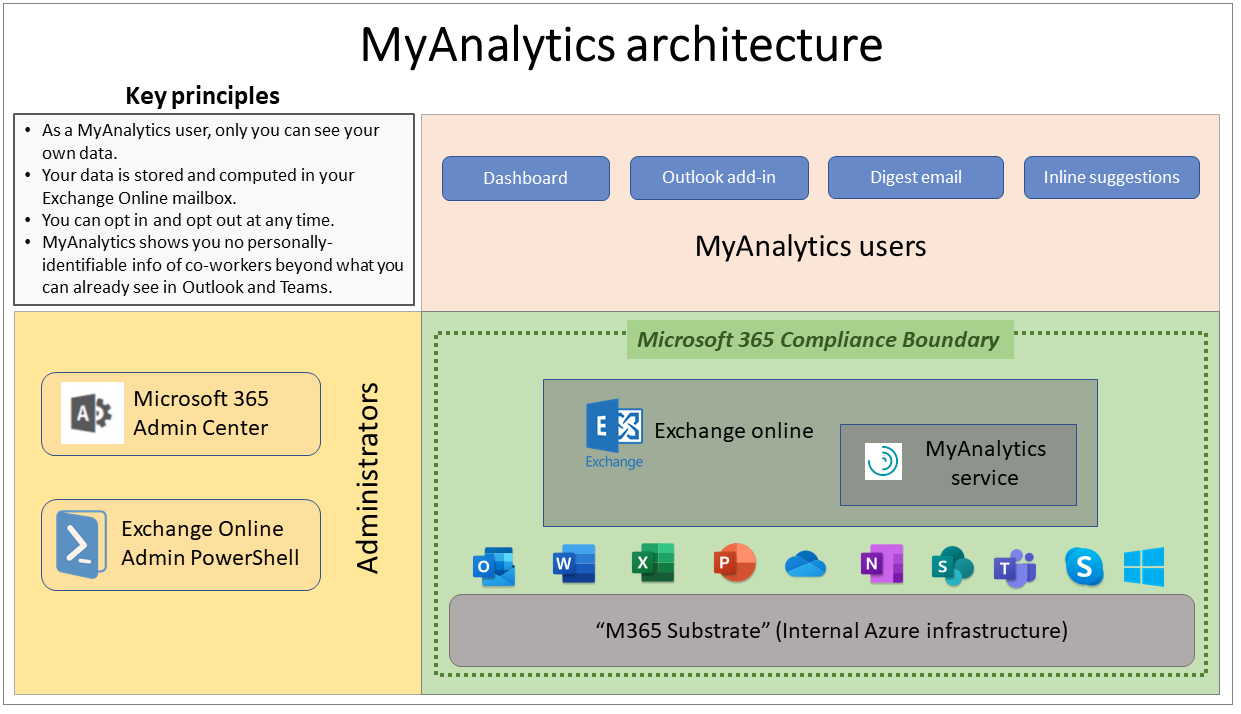 MyAnalytics architecture
Key principles
• As a MyAnalytics user, only you can see your
own data.
• Your data is stored and computed in your
Exchange Online mailbox.
• You can opt in and opt out at any time.
• MyAnalytics shows you no personally-
identifiable info of co-workers beyond what you
can already see in Outlook and Teams.
Dashboard
Outlook add-in
Digest email
Inline suggestions
MyAnalytics users
A
Microsoft 365
Admin Center
Exchange Online
Admin PowerShell
Administrators
Microsoft 365 Compliance Boundary
E
Exchange
Exchange online
MyAnalytics
service
O
W
X
P
N
S
T
S
“M365 Substrate” (Internal Azure infrastructure)